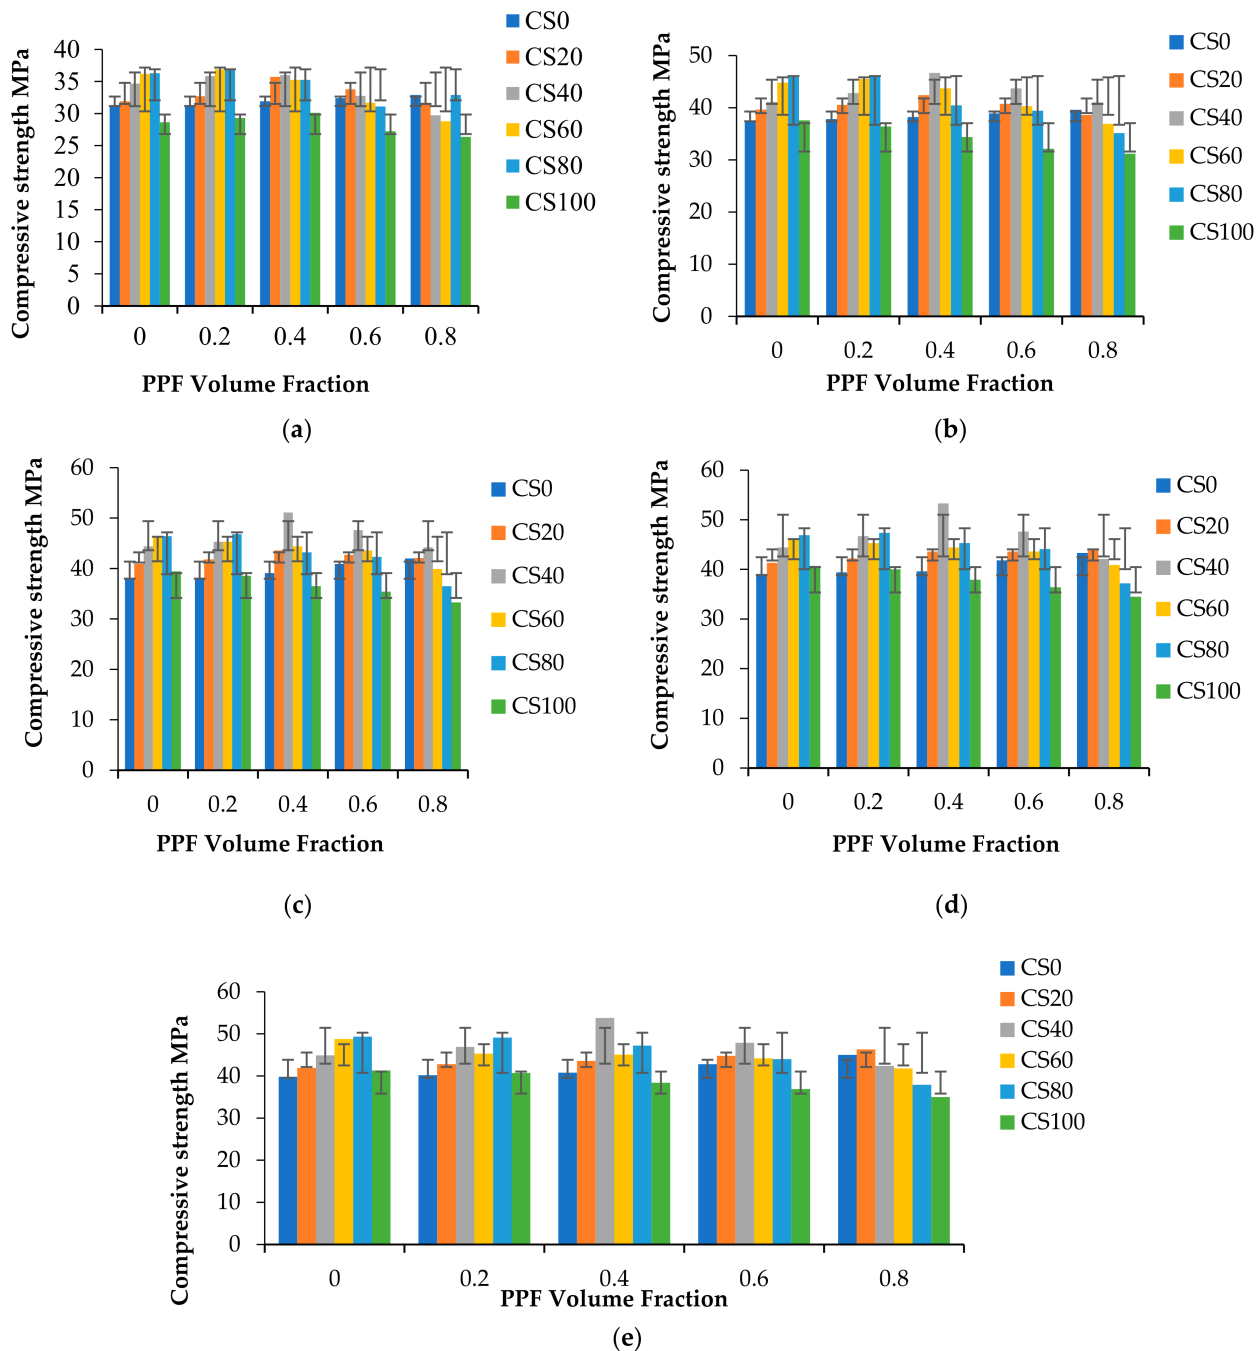 Compressive strength MPa
40
35
30
25
20
15
10
5
0
0 0.2 0.4 0.6 0.8
PPF Volume Fraction
CS0
CS20
CS40
CS60
CS80
CS100
(a)
Compressive strength MPa
50
40
30
20
10
0
0 0.2 0.4 0.6 0.8
PPF Volume Fraction
CS0
CS20
CS40
CS60
CS80
CS100
(b)
Compressive strength MPa
60
50
40
30
20
10
0
0 0.2 0.4 0.6 0.8
PPF Volume Fraction
CS0
CS20
CS40
CS60
CS80
CS100
(c)
Compressive strength MPa
60
50
40
30
20
10
0
0 0.2 0.4 0.6 0.8
PPF Volume Fraction
CS0
CS20
CS40
CS60
CS80
CS100
(d)
Compressive strength MPa
60
50
40
30
20
10
0
0 0.2 0.4 0.6 0.8
PPF Volume Fraction
CS0
CS20
CS40
CS60
CS80
CS100
(e)